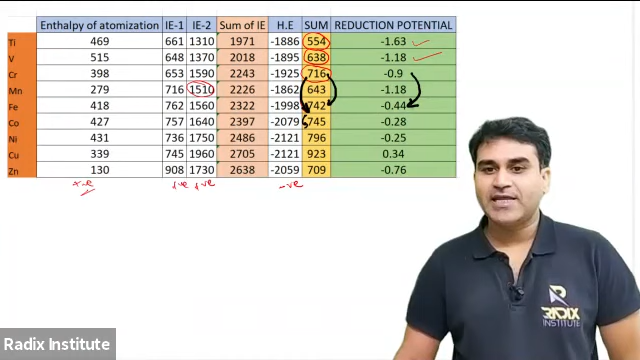 Enthalpy of atomization IE-1 IE-2 Sum of IE H.E SUM REDUCTION POTENTIAL
Ti 469 661 1310 1971 -1886 554 -1.63
V 515 648 1370 2018 -1895 638 -1.18
Cr 398 653 1590 2243 -1925 716 -0.9
Mn 279 716 1510 2226 -1862 643 -1.18
Fe 418 762 1560 2322 -1998 742 -0.44
Co 427 757 1640 2397 -2079 745 -0.28
Ni 431 736 1750 2486 -2121 796 -0.25
Cu 339 745 1960 2705 -2121 923 0.34
Zn 130 908 1730 2638 -2059 709 -0.76
+ve +ve +ve -ve
RADIX
INSTITUTE
Radix Institute